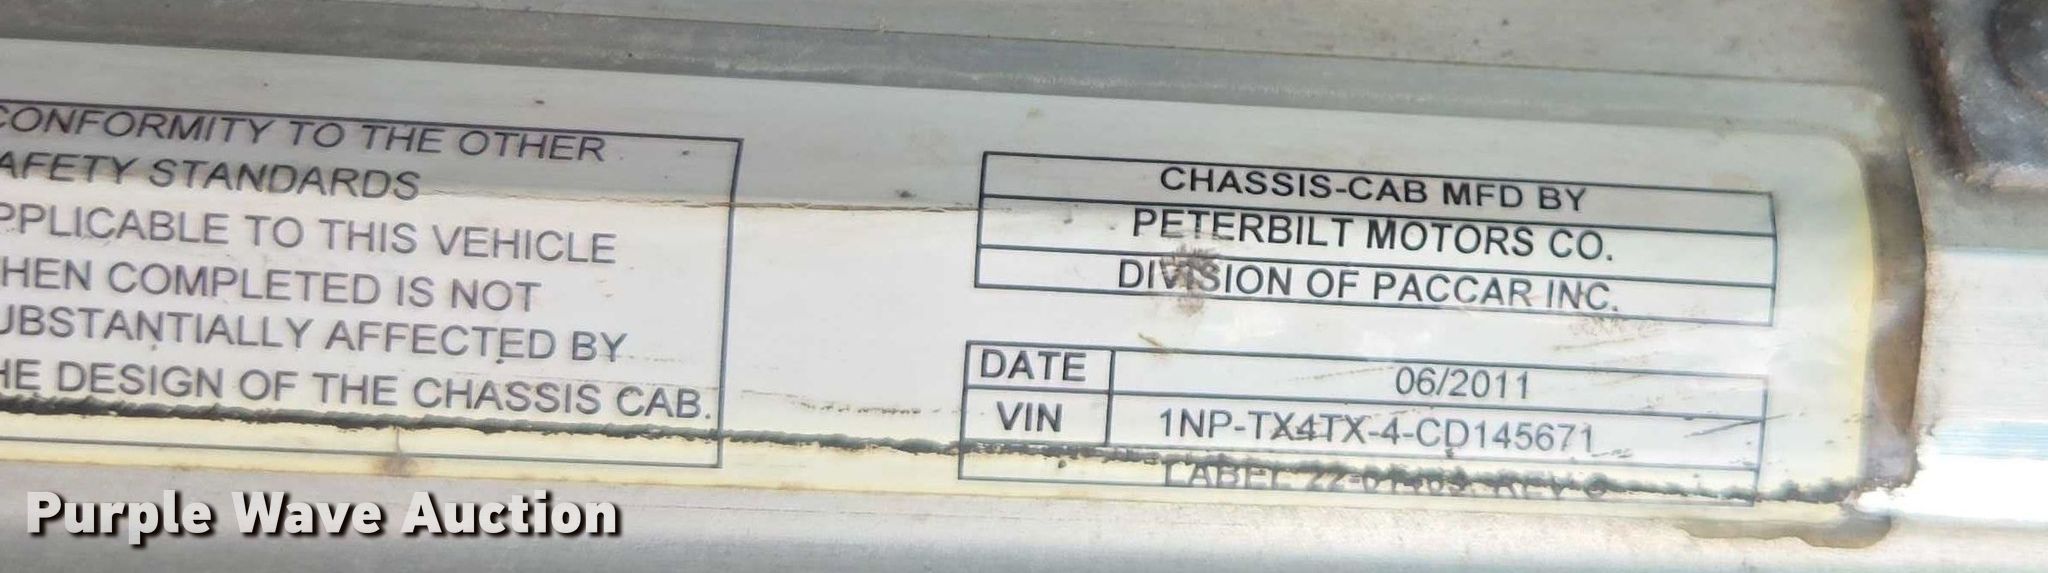 CONFORMITY TO THE OTHER
AFETY STANDARDS
PPLICABLE TO THIS VEHICLE
HEN COMPLETED IS NOT
UBSTANTIALLY AFFECTED BY
HE DESIGN OF THE CHASSIS CAB.
CHASSIS-CAB MFD BY
PETERBILT MOTORS CO.
DIVISION OF PACCAR INC.
DATE 06/2011
VIN 1NP-TX4TX-4-CD145671
LABEL REV
Purple Wave Auction